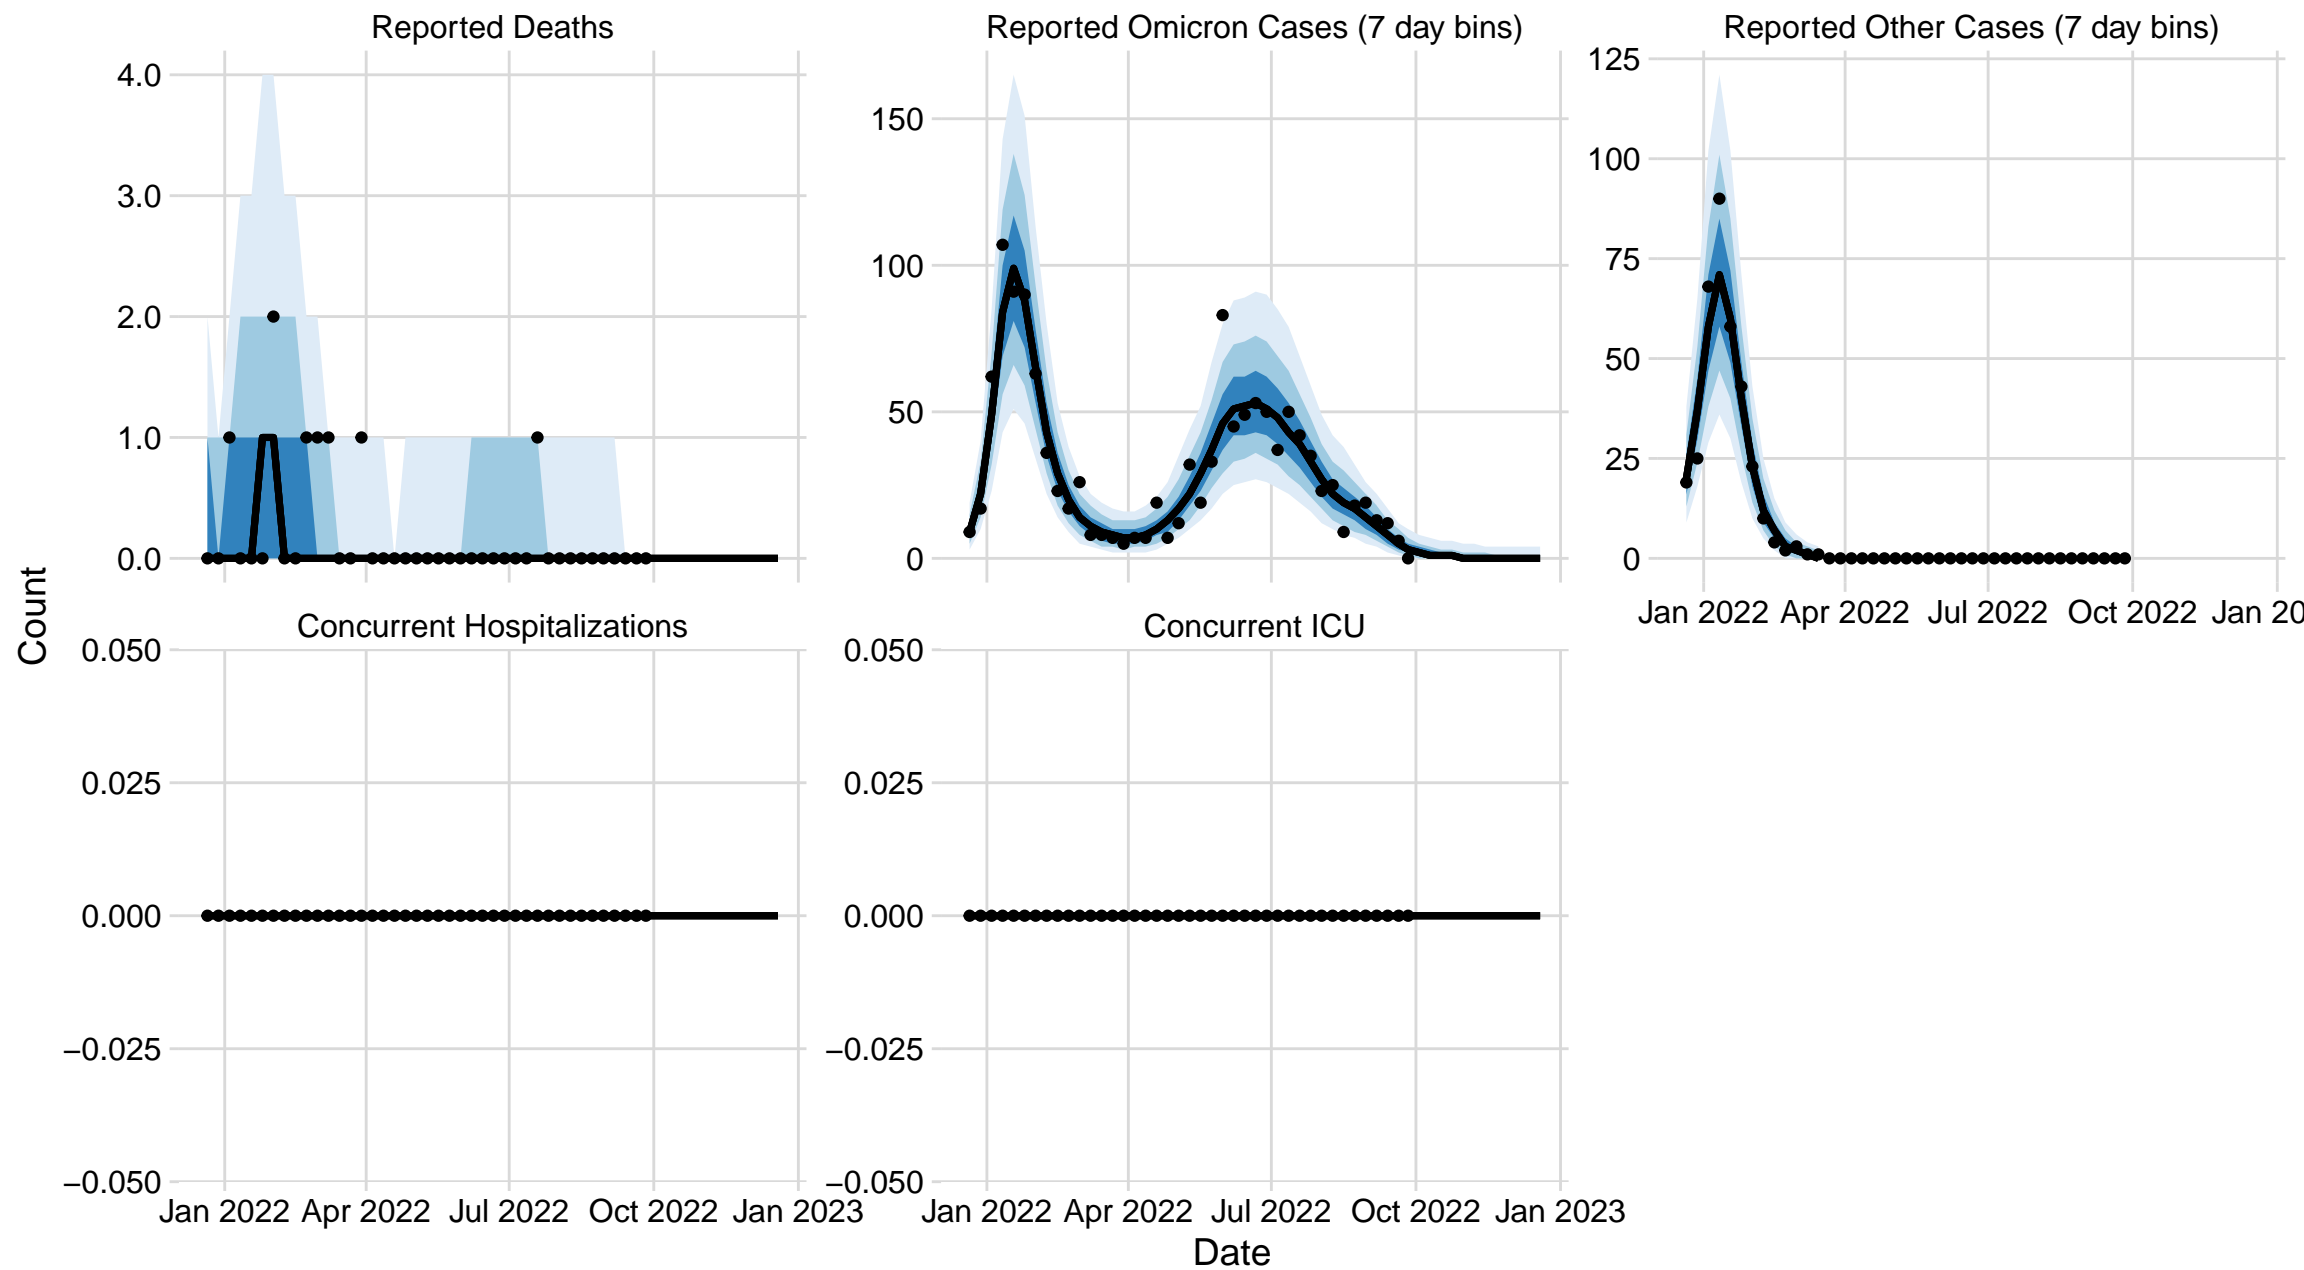 Reported Deaths
Reported Omicron Cases (7 day bins)
Reported Other Cases (7 day bins)
4.0
3.0
2.0
1.0
0.0
150
100
50
0
125
100
75
50
25
0
Jan 2022 Apr 2022 Jul 2022 Oct 2022 Jan 20
Count
Concurrent Hospitalizations
Concurrent ICU
0.050
0.025
0.000
−0.025
−0.050
0.050
0.025
0.000
−0.025
−0.050
Jan 2022 Apr 2022 Jul 2022 Oct 2022 Jan 2023
Jan 2022 Apr 2022 Jul 2022 Oct 2022 Jan 2023
Date